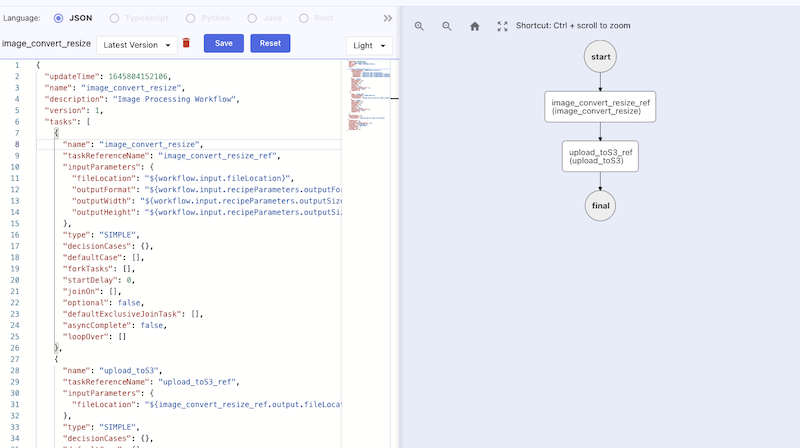 Language: JSON Typescript Python Java Rust »
image_convert_resize Latest Version Save Reset Light
1 {
2 "updateTime": 1645804152106,
3 "name": "image_convert_resize",
4 "description": "Image Processing Workflow",
5 "version": 1,
6 "tasks": [
7 {
8 "name": "image_convert_resize",
9 "taskReferenceName": "image_convert_resize_ref",
10 "inputParameters": {
11 "fileLocation": "${workflow.input.fileLocation}",
12 "outputFormat": "${workflow.input.recipeParameters.outputFor
13 "outputWidth": "${workflow.input.recipeParameters.outputSiz
14 "outputHeight": "${workflow.input.recipeParameters.outputSiz
15 },
16 "type": "SIMPLE",
17 "decisionCases": {},
18 "defaultCase": [],
19 "forkTasks": [],
20 "startDelay": 0,
21 "joinOn": [],
22 "optional": false,
23 "defaultExclusiveJoinTask": [],
24 "asyncComplete": false,
25 "loopOver": []
26 },
27 {
28 "name": "upload_toS3",
29 "taskReferenceName": "upload_toS3_ref",
30 "inputParameters": {
31 "fileLocation": "${image_convert_resize_ref.output.fileLocat
32 },
33 "type": "SIMPLE",
34 "decisionCases": {},
Shortcut: Ctrl + scroll to zoom
start
image_convert_resize_ref
(image_convert_resize)
upload_toS3_ref
(upload_toS3)
final